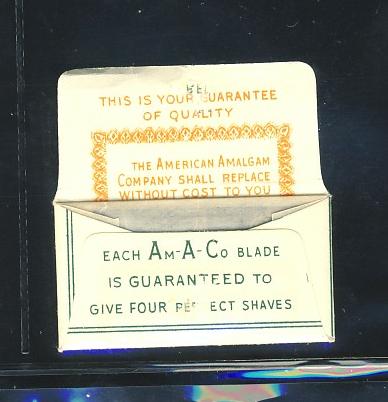 THIS IS YOUR GUARANTEE
OF QUALITY
THE AMERICAN AMALGAM
COMPANY SHALL REPLACE
WITHOUT COST TO YOU
EACH AM-A-CO BLADE
IS GUARANTEED TO
GIVE FOUR PERFECT SHAVES